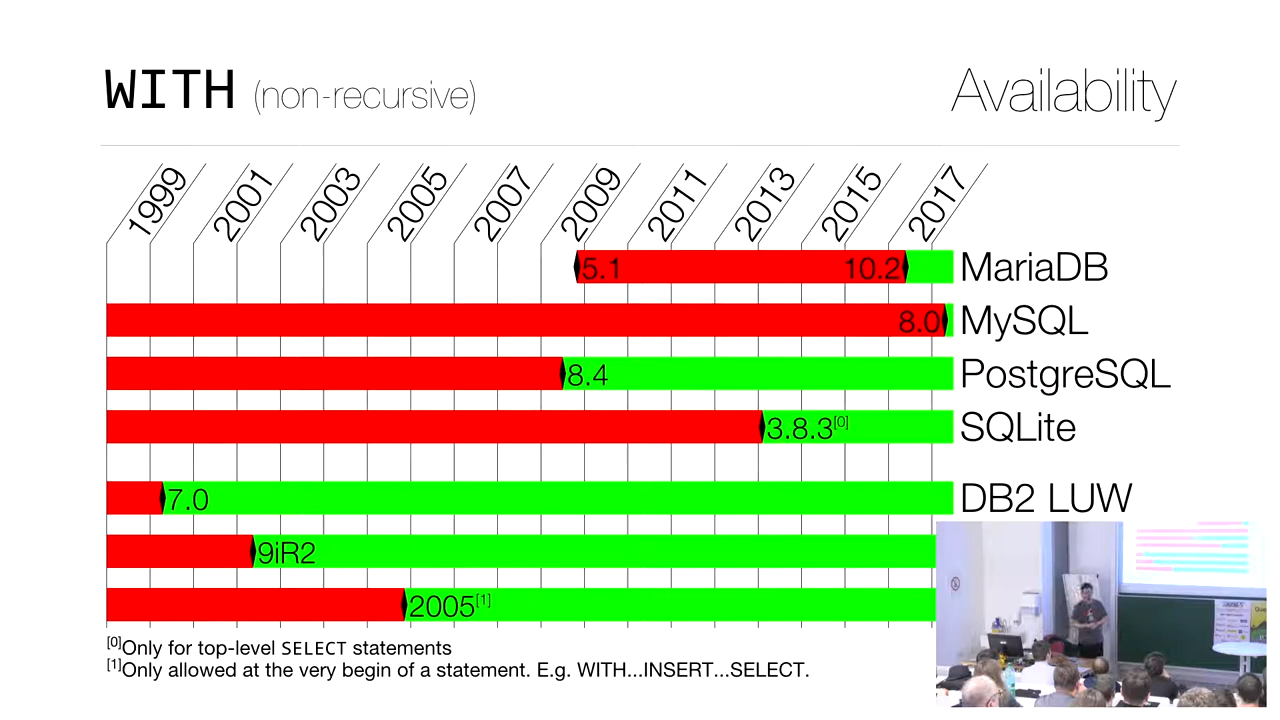 WITH (non-recursive) Availability
1999 2001 2003 2005 2007 2009 2011 2013 2015 2017
5.1 10.2 MariaDB
8.0 MySQL
8.4 PostgreSQL
3.8.3[0] SQLite
7.0 DB2 LUW
9iR2
2005[1]
[0]Only for top-level SELECT statements
[1]Only allowed at the very begin of a statement. E.g. WITH...INSERT...SELECT.